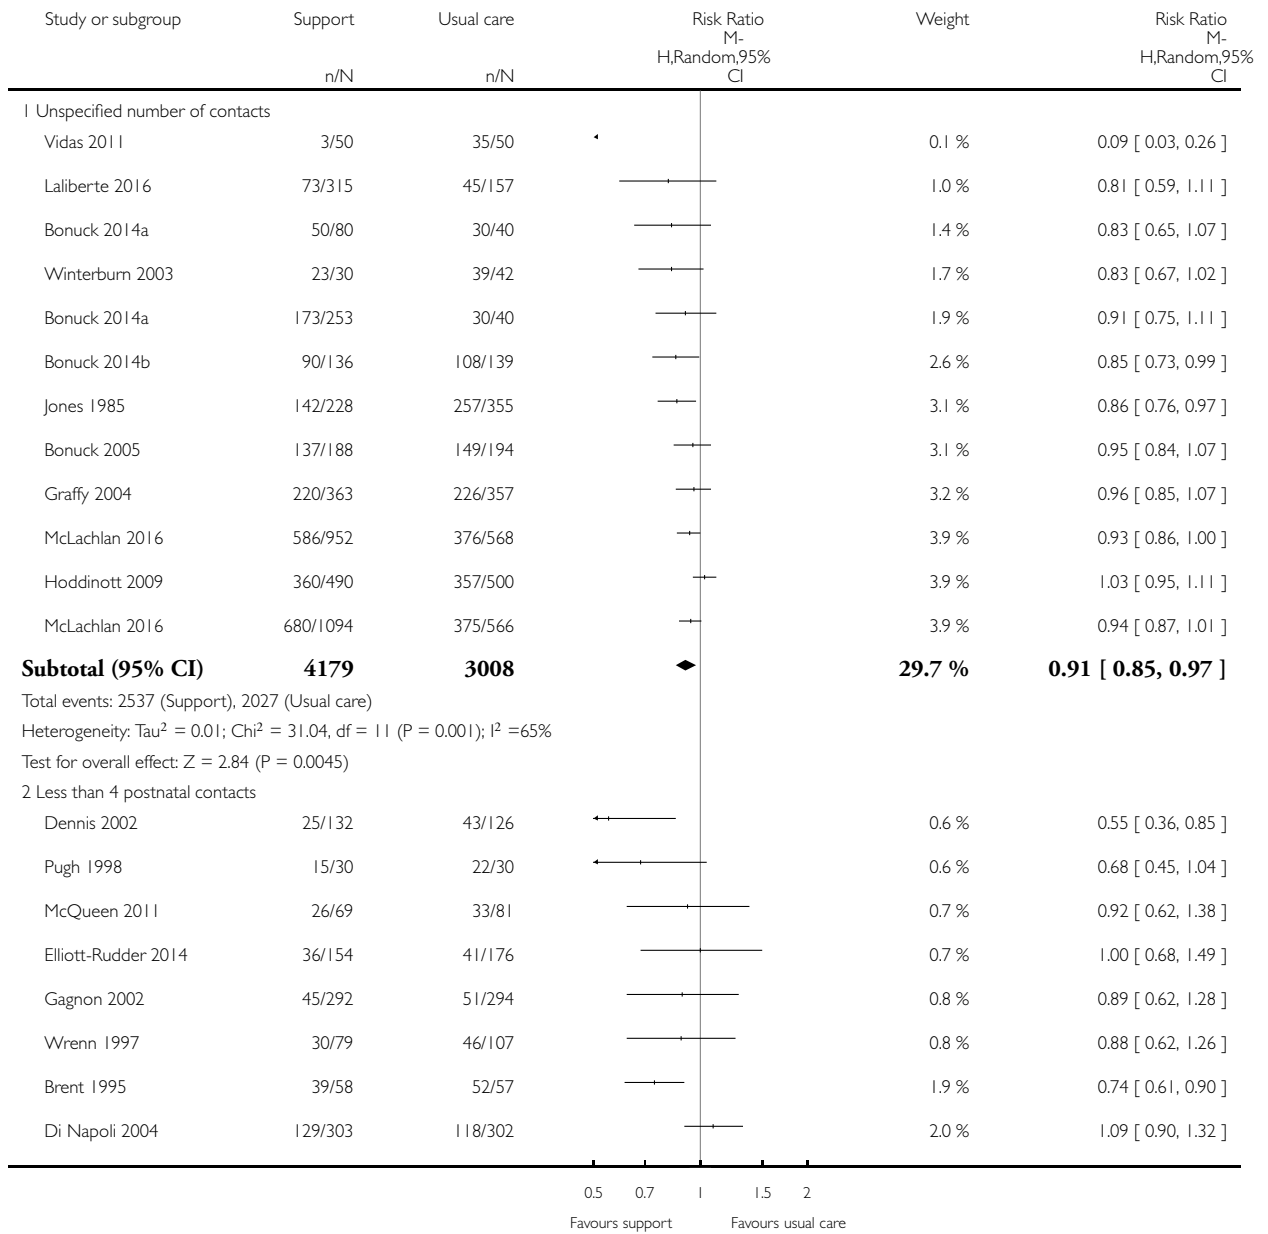 Study or subgroup Support Usual care Risk Ratio Weight Risk Ratio
M- M-
H,Random,95% H,Random,95%
n/N n/N CI CI
1 Unspecified number of contacts
Vidas 2011 3/50 35/50 0.1 % 0.09 [ 0.03, 0.26 ]
Laliberte 2016 73/315 45/157 1.0 % 0.81 [ 0.59, 1.11 ]
Bonuck 2014a 50/80 30/40 1.4 % 0.83 [ 0.65, 1.07 ]
Winterburn 2003 23/30 39/42 1.7 % 0.83 [ 0.67, 1.02 ]
Bonuck 2014a 173/253 30/40 1.9 % 0.91 [ 0.75, 1.11 ]
Bonuck 2014b 90/136 108/139 2.6 % 0.85 [ 0.73, 0.99 ]
Jones 1985 142/228 257/355 3.1 % 0.86 [ 0.76, 0.97 ]
Bonuck 2005 137/188 149/194 3.1 % 0.95 [ 0.84, 1.07 ]
Graffy 2004 220/363 226/357 3.2 % 0.96 [ 0.85, 1.07 ]
McLachlan 2016 586/952 376/568 3.9 % 0.93 [ 0.86, 1.00 ]
Hoddinott 2009 360/490 357/500 3.9 % 1.03 [ 0.95, 1.11 ]
McLachlan 2016 680/1094 375/566 3.9 % 0.94 [ 0.87, 1.01 ]
Subtotal (95% CI) 4179 3008 29.7 % 0.91 [ 0.85, 0.97 ]
Total events: 2537 (Support), 2027 (Usual care)
Heterogeneity: Tau² = 0.01; Chi² = 31.04, df = 11 (P = 0.001); I² =65%
Test for overall effect: Z = 2.84 (P = 0.0045)
2 Less than 4 postnatal contacts
Dennis 2002 25/132 43/126 0.6 % 0.55 [ 0.36, 0.85 ]
Pugh 1998 15/30 22/30 0.6 % 0.68 [ 0.45, 1.04 ]
McQueen 2011 26/69 33/81 0.7 % 0.92 [ 0.62, 1.38 ]
Elliott-Rudder 2014 36/154 41/176 0.7 % 1.00 [ 0.68, 1.49 ]
Gagnon 2002 45/292 51/294 0.8 % 0.89 [ 0.62, 1.28 ]
Wrenn 1997 30/79 46/107 0.8 % 0.88 [ 0.62, 1.26 ]
Brent 1995 39/58 52/57 1.9 % 0.74 [ 0.61, 0.90 ]
Di Napoli 2004 129/303 118/302 2.0 % 1.09 [ 0.90, 1.32 ]
0.5 0.7 1 1.5 2
Favours support Favours usual care